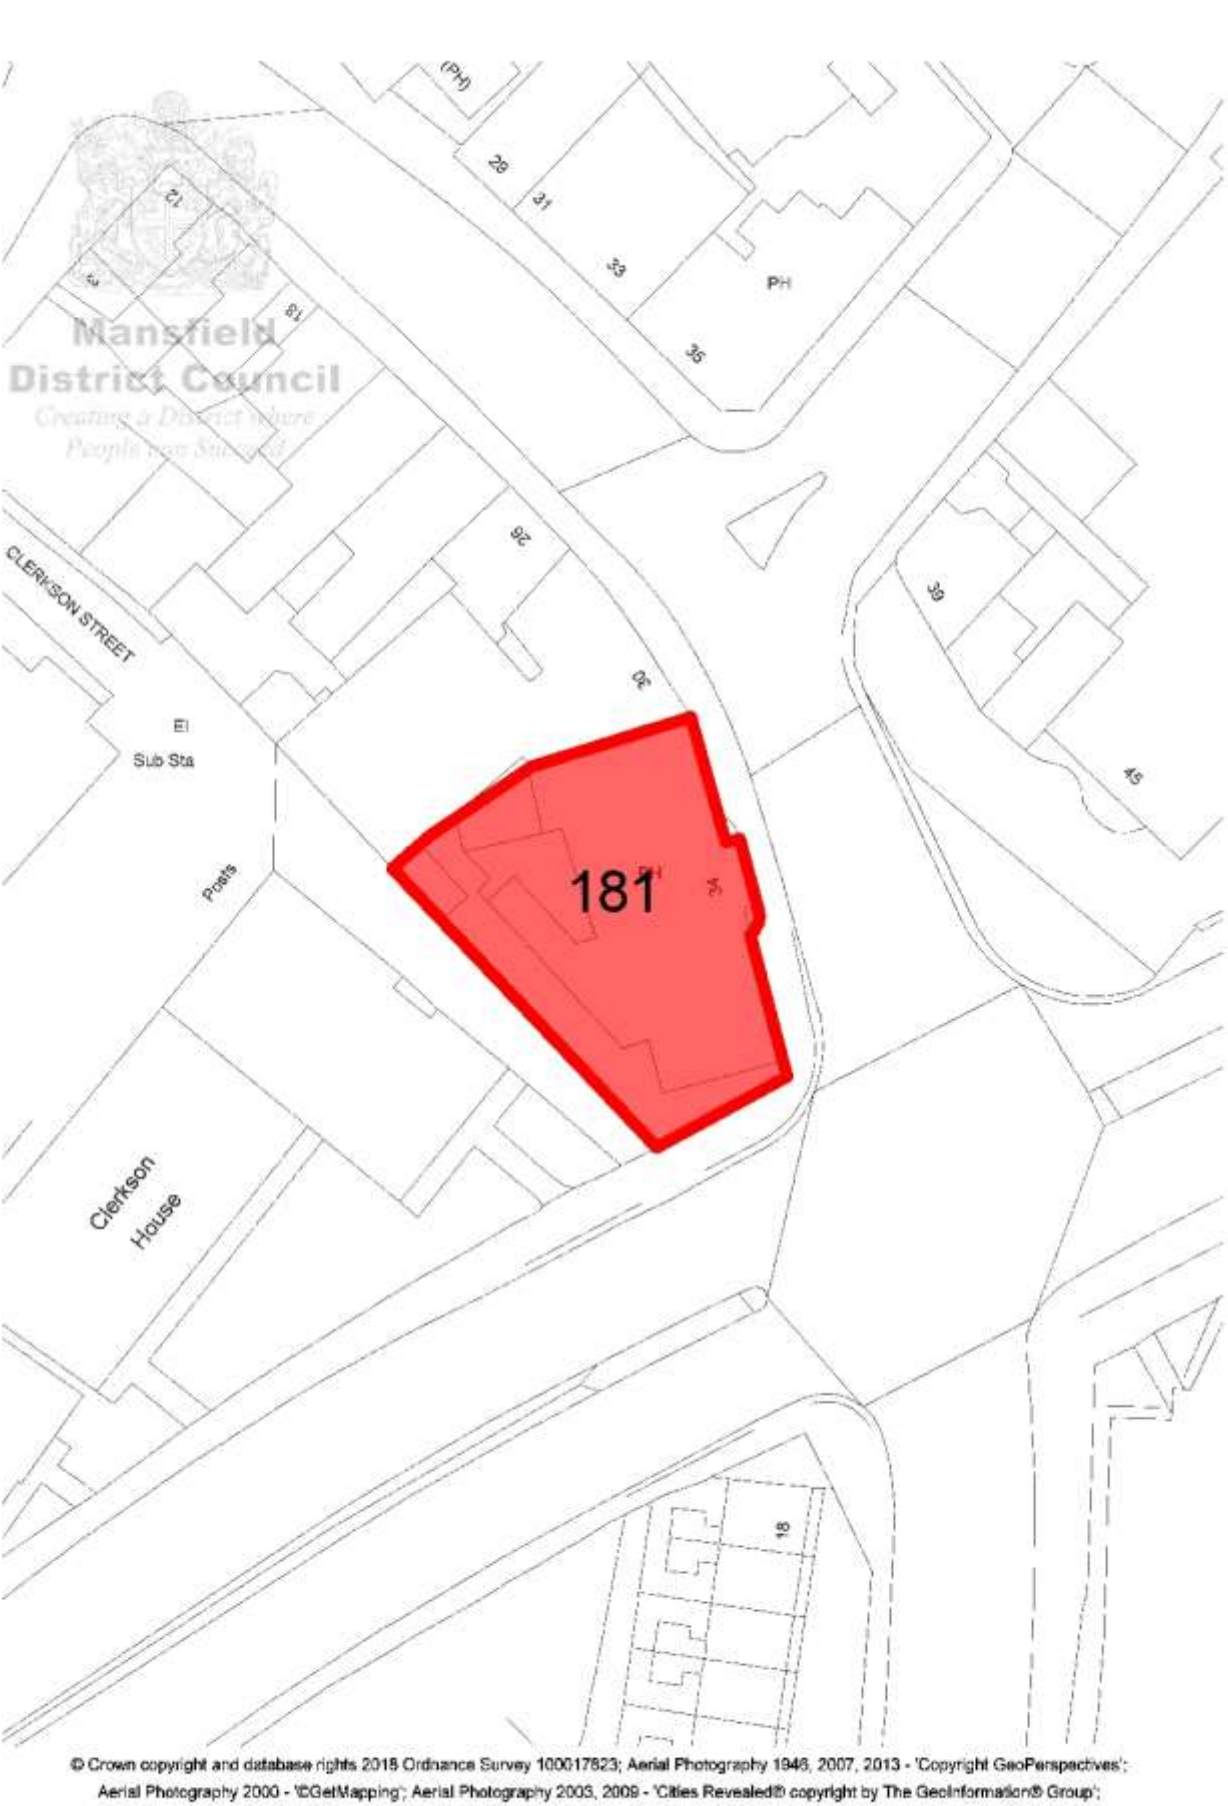 (PH)
12
29
31
3
33
PH
18
Mansfield
35
District Council
Creating a District where
People can Succeed
26
CLERKSON STREET
39
30
El
Sub Sta
45
Posts
181
PH
34
Clerkson
House
18
© Crown copyright and database rights 2018 Ordnance Survey 100017823; Aerial Photography 1946, 2007, 2013 - 'Copyright GeoPerspectives';
Aerial Photography 2000 - '©GetMapping'; Aerial Photography 2003, 2009 - 'Cities Revealed® copyright by The GeoInformation® Group';